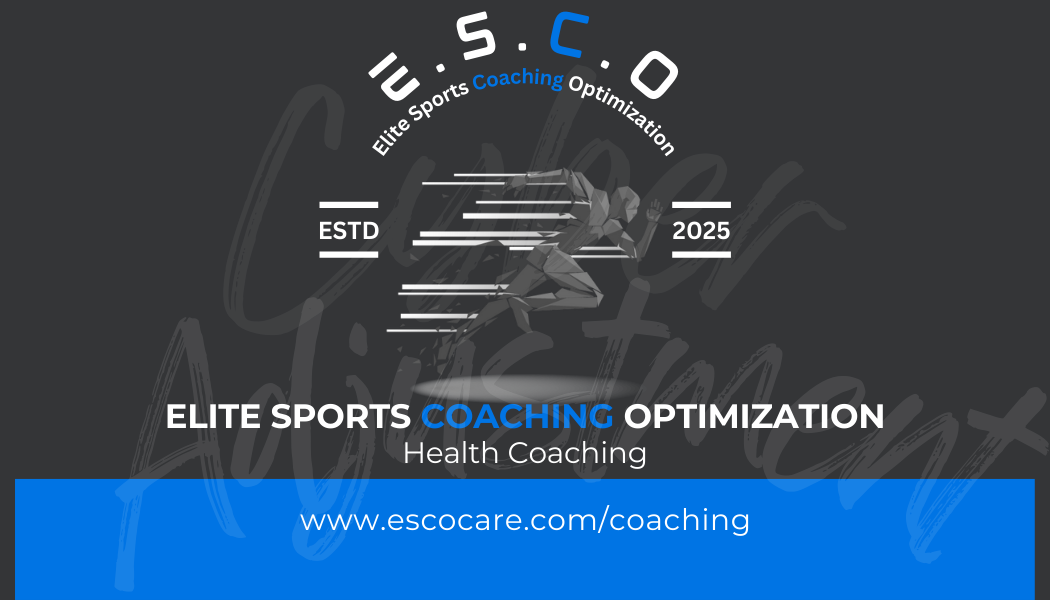 E.S.C.O
Elite Sports Coaching Optimization
ESTD
2025
Cyber
Adjustment
ELITE SPORTS COACHING OPTIMIZATION
Health Coaching
www.escocare.com/coaching